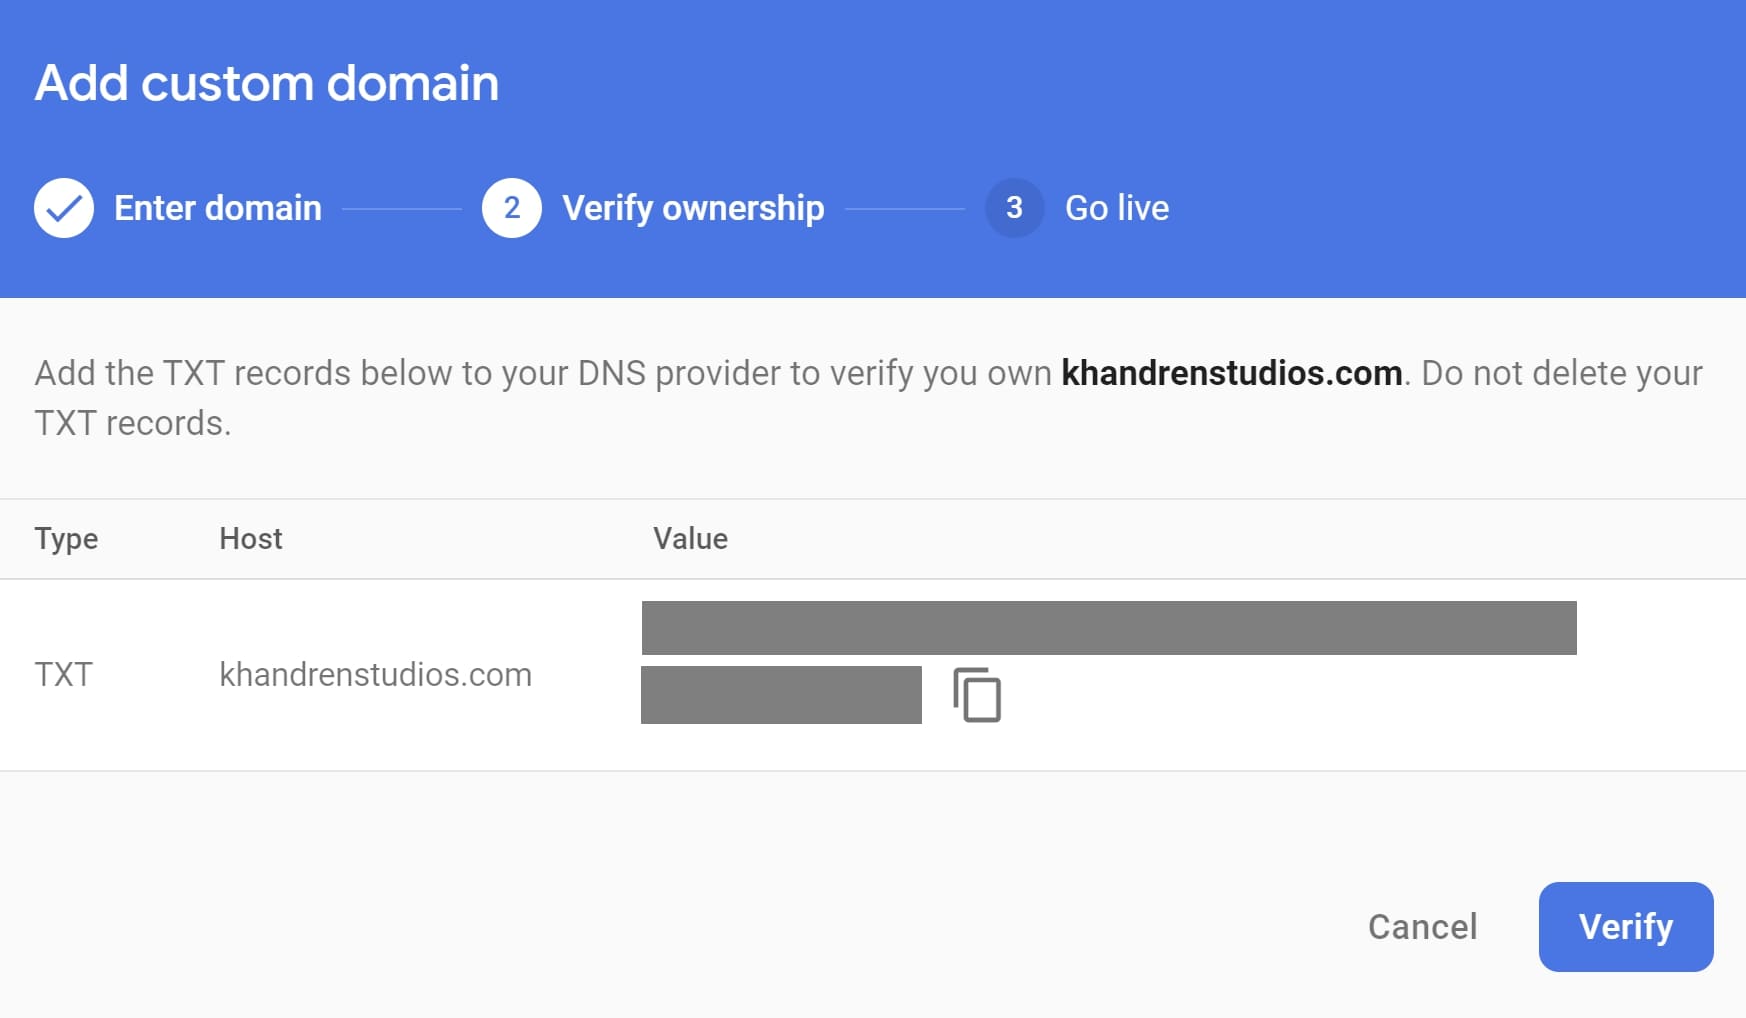 Add custom domain
Enter domain
2 Verify ownership
3 Go live
Add the TXT records below to your DNS provider to verify you own khandrenstudios.com. Do not delete your
TXT records.
Type Host Value
TXT khandrenstudios.com
Cancel Verify